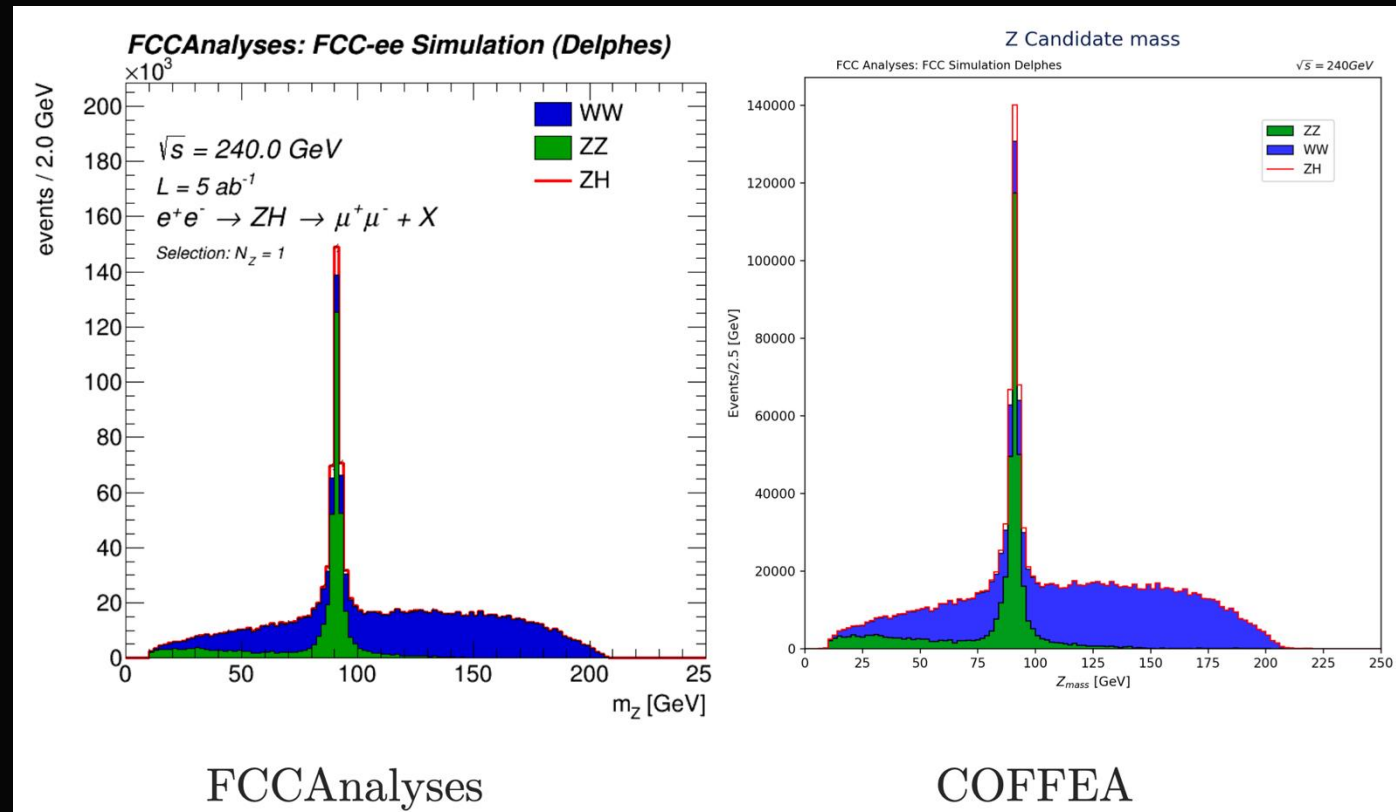 FCCAnalyses: FCC-ee Simulation (Delphes)
×10³
events / 2.0 GeV
200
180
160
140
120
100
80
60
40
20
0
√s = 240.0 GeV
L = 5 ab⁻¹
e⁺e⁻ → ZH → μ⁺μ⁻ + X
Selection: N_Z = 1
WW
ZZ
ZH
0 50 100 150 200 25
m_Z [GeV]
Z Candidate mass
FCC Analyses: FCC Simulation Delphes √s = 240GeV
Events/2.5 [GeV]
140000
120000
100000
80000
60000
40000
20000
0
ZZ
WW
ZH
0 25 50 75 100 125 150 175 200 225 250
Z_mass [GeV]
FCCAnalyses COFFEA